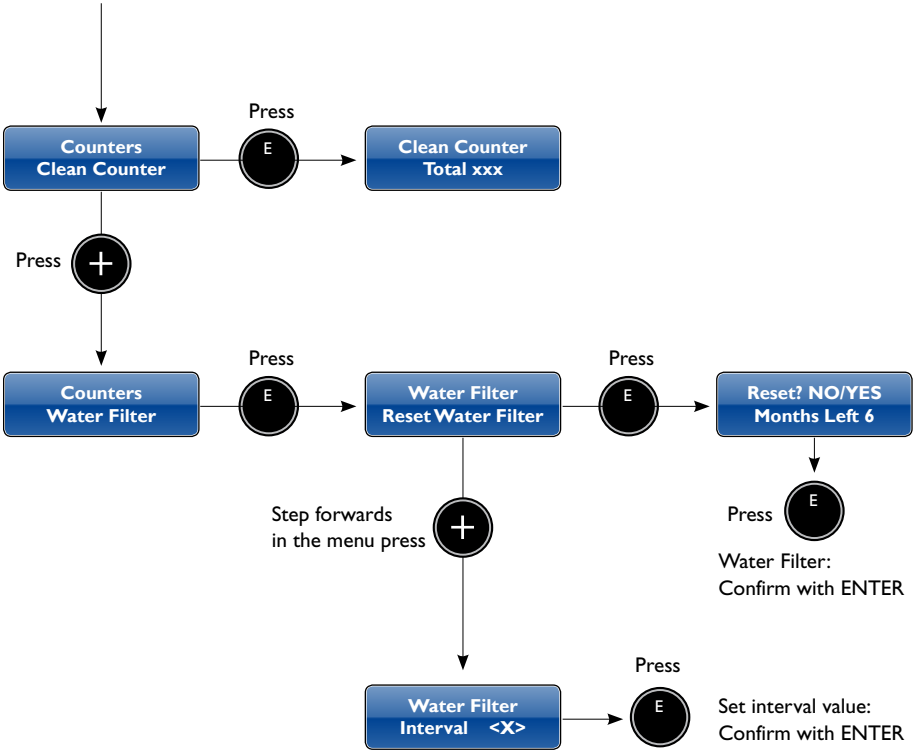 Press
E
Counters
Clean Counter
Clean Counter
Total xxx
Press
+
Press
E
Press
E
Counters
Water Filter
Water Filter
Reset Water Filter
Reset? NO/YES
Months Left 6
Step forwards
in the menu press
+
Press
E
Water Filter:
Confirm with ENTER
Press
E
Water Filter
Interval <X>
Set interval value:
Confirm with ENTER